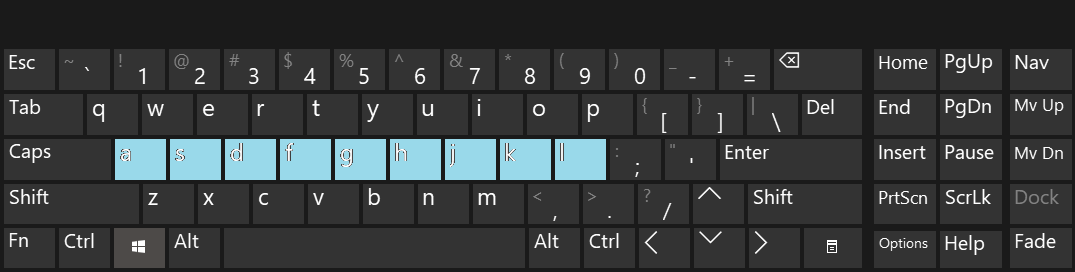 Esc ~ ` ! 1 @ 2 # 3 $ 4 % 5 ^ 6 & 7 * 8 ( 9 ) 0 _ - + = Home PgUp Nav
Tab q w e r t y u i o p { [ } ] | \ Del End PgDn Mv Up
Caps a s d f g h j k l : ; " ' Enter Insert Pause Mv Dn
Shift z x c v b n m < , > . ? / Shift PrtScn ScrLk Dock
Fn Ctrl Alt Alt Ctrl Options Help Fade